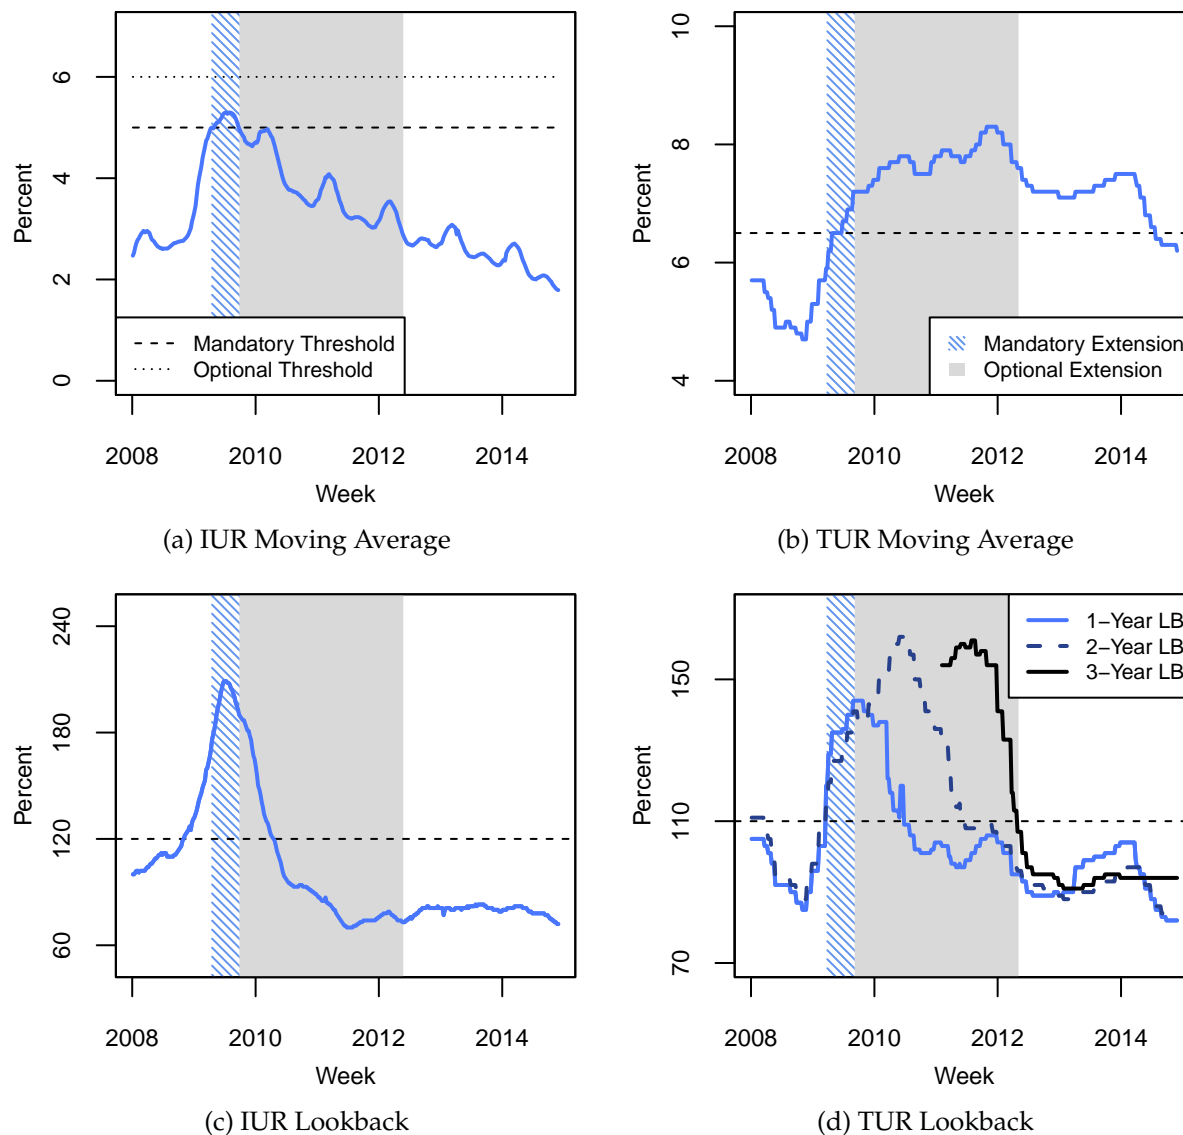 Percent
6
4
2
0
Mandatory Threshold
Optional Threshold
2008 2010 2012 2014
Week
(a) IUR Moving Average
Percent
10
8
6
4
Mandatory Extension
Optional Extension
2008 2010 2012 2014
Week
(b) TUR Moving Average
Percent
240
180
120
60
2008 2010 2012 2014
Week
(c) IUR Lookback
Percent
150
110
70
1−Year LB
2−Year LB
3−Year LB
2008 2010 2012 2014
Week
(d) TUR Lookback